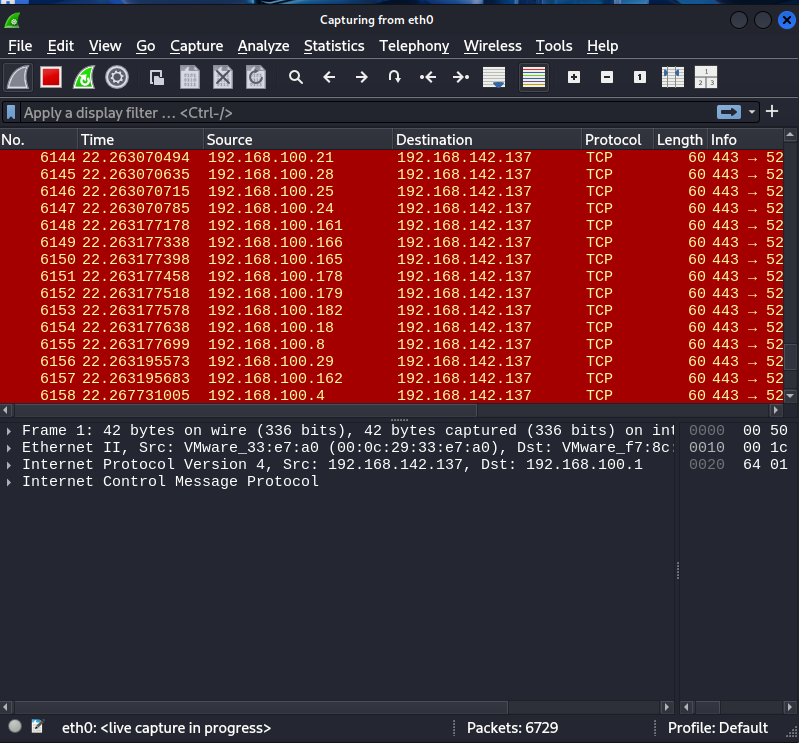 Capturing from eth0
File Edit View Go Capture Analyze Statistics Telephony Wireless Tools Help
Apply a display filter … <Ctrl-/>
No. Time Source Destination Protocol Length Info
6144 22.263070494 192.168.100.21 192.168.142.137 TCP 60 443 → 52
6145 22.263070635 192.168.100.28 192.168.142.137 TCP 60 443 → 52
6146 22.263070715 192.168.100.25 192.168.142.137 TCP 60 443 → 52
6147 22.263070785 192.168.100.24 192.168.142.137 TCP 60 443 → 52
6148 22.263177178 192.168.100.161 192.168.142.137 TCP 60 443 → 52
6149 22.263177338 192.168.100.166 192.168.142.137 TCP 60 443 → 52
6150 22.263177398 192.168.100.165 192.168.142.137 TCP 60 443 → 52
6151 22.263177458 192.168.100.178 192.168.142.137 TCP 60 443 → 52
6152 22.263177518 192.168.100.179 192.168.142.137 TCP 60 443 → 52
6153 22.263177578 192.168.100.182 192.168.142.137 TCP 60 443 → 52
6154 22.263177638 192.168.100.18 192.168.142.137 TCP 60 443 → 52
6155 22.263177699 192.168.100.8 192.168.142.137 TCP 60 443 → 52
6156 22.263195573 192.168.100.29 192.168.142.137 TCP 60 443 → 52
6157 22.263195683 192.168.100.162 192.168.142.137 TCP 60 443 → 52
6158 22.267731005 192.168.100.4 192.168.142.137 TCP 60 443 → 52
Frame 1: 42 bytes on wire (336 bits), 42 bytes captured (336 bits) on int
Ethernet II, Src: VMware_33:e7:a0 (00:0c:29:33:e7:a0), Dst: VMware_f7:8c:
Internet Protocol Version 4, Src: 192.168.142.137, Dst: 192.168.100.1
Internet Control Message Protocol
0000 00 50
0010 00 1c
0020 64 01
eth0: <live capture in progress>
Packets: 6729
Profile: Default